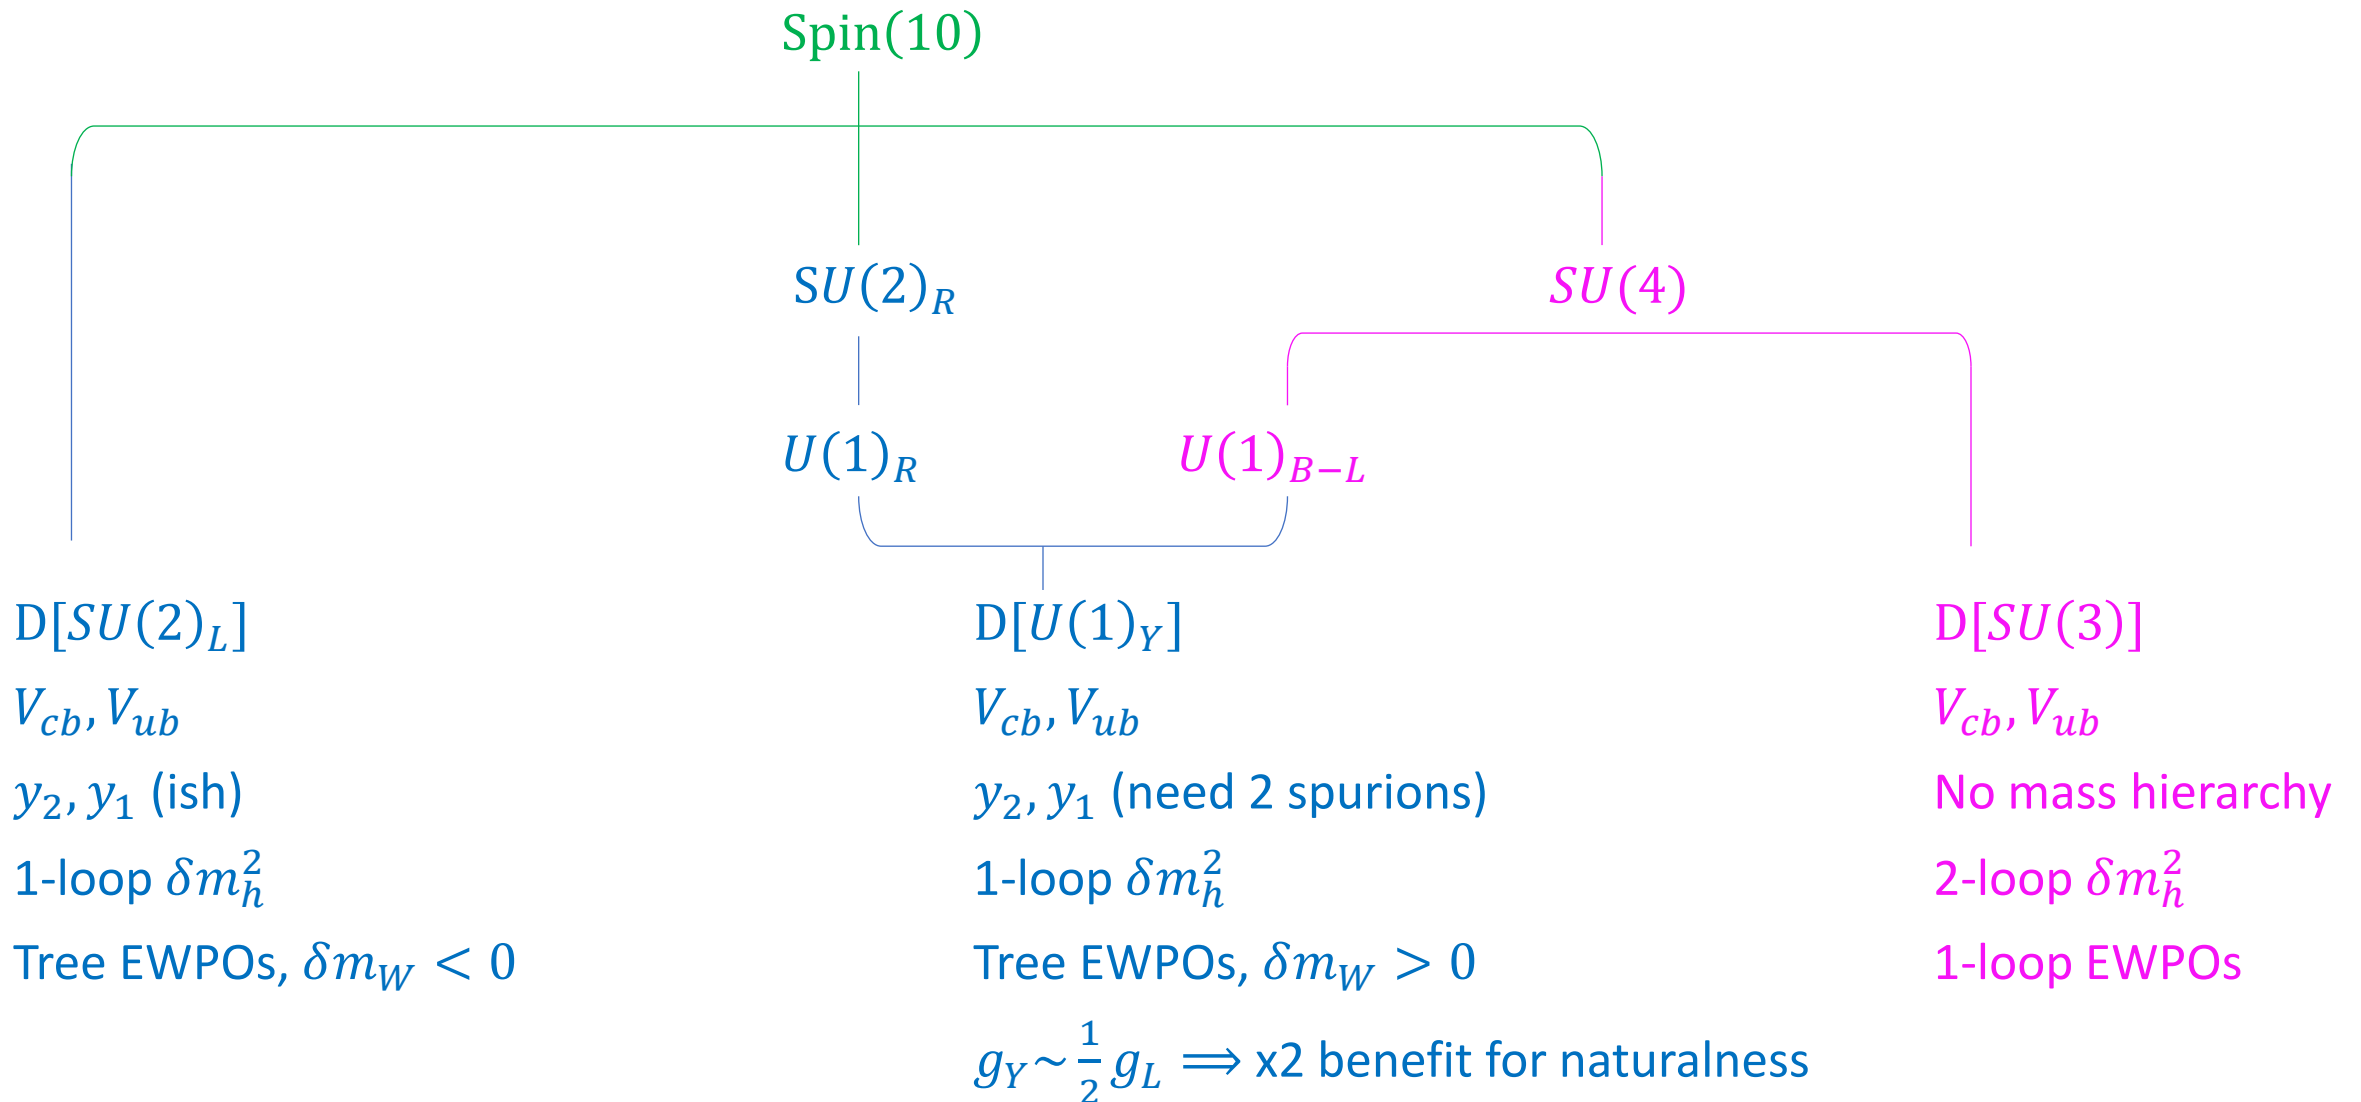 Spin(10)
SU(2)_R
SU(4)
U(1)_R
U(1)_{B−L}
D[SU(2)_L]
V_{cb}, V_{ub}
y_2, y_1 (ish)
1-loop δm_h^2
Tree EWPOs, δm_W < 0
D[U(1)_Y]
V_{cb}, V_{ub}
y_2, y_1 (need 2 spurions)
1-loop δm_h^2
Tree EWPOs, δm_W > 0
g_Y ~ 1/2 g_L ⟹ x2 benefit for naturalness
D[SU(3)]
V_{cb}, V_{ub}
No mass hierarchy
2-loop δm_h^2
1-loop EWPOs